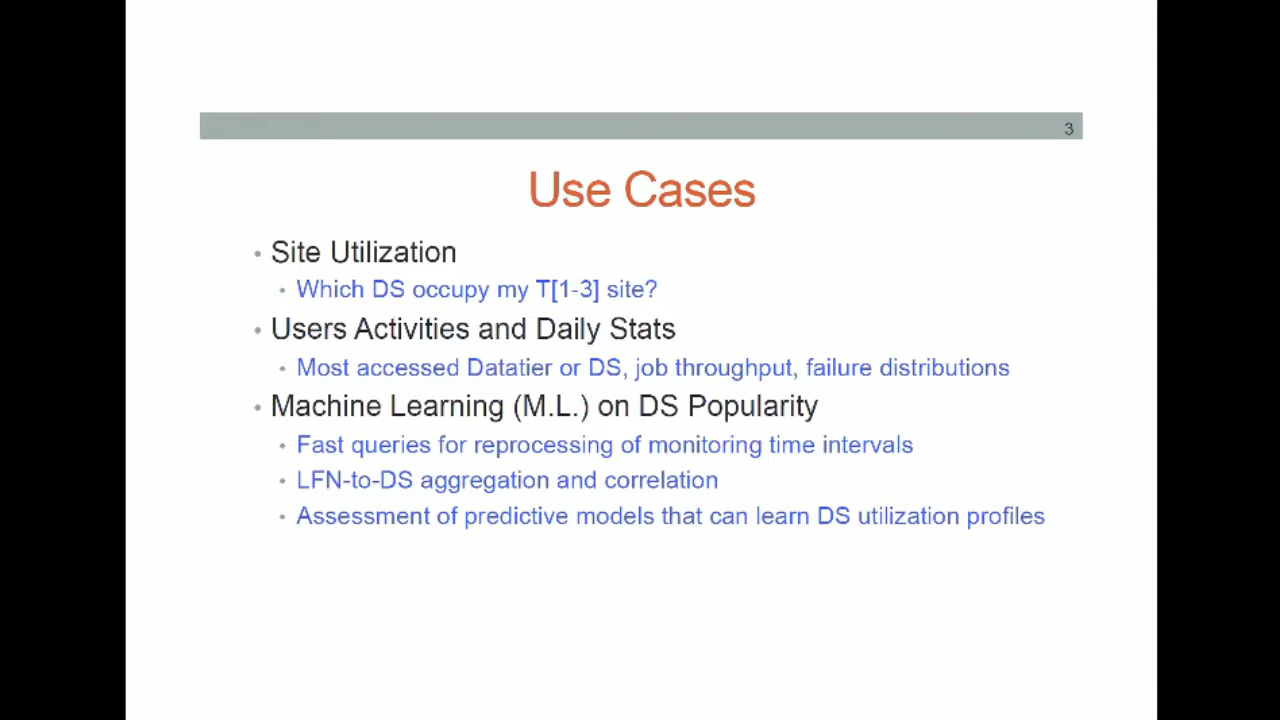 3
Use Cases
• Site Utilization
• Which DS occupy my T[1-3] site?
• Users Activities and Daily Stats
• Most accessed Datatier or DS, job throughput, failure distributions
• Machine Learning (M.L.) on DS Popularity
• Fast queries for reprocessing of monitoring time intervals
• LFN-to-DS aggregation and correlation
• Assessment of predictive models that can learn DS utilization profiles